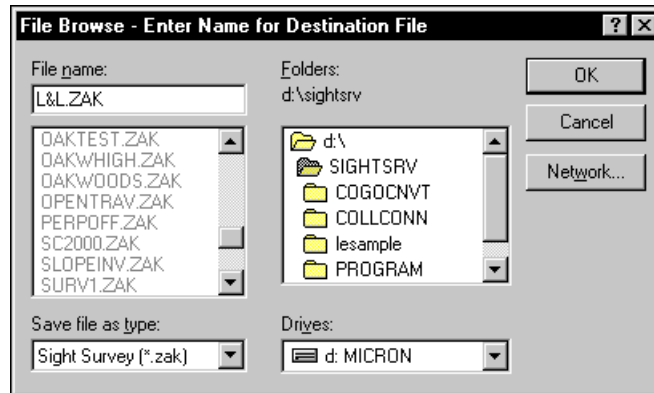 File Browse - Enter Name for Destination File
File name:
L&L.ZAK
OAKTEST.ZAK
OAKWHIGH.ZAK
OAKWOODS.ZAK
OPENTRAV.ZAK
PERPOFF.ZAK
SC2000.ZAK
SLOPEINV.ZAK
SURV1.ZAK
Save file as type:
Sight Survey (*.zak)
Folders:
d:\sightsrv
d:\
SIGHTSRV
COGOCNVT
COLLCONN
lesample
PROGRAM
Drives:
d: MICRON
OK
Cancel
Network...